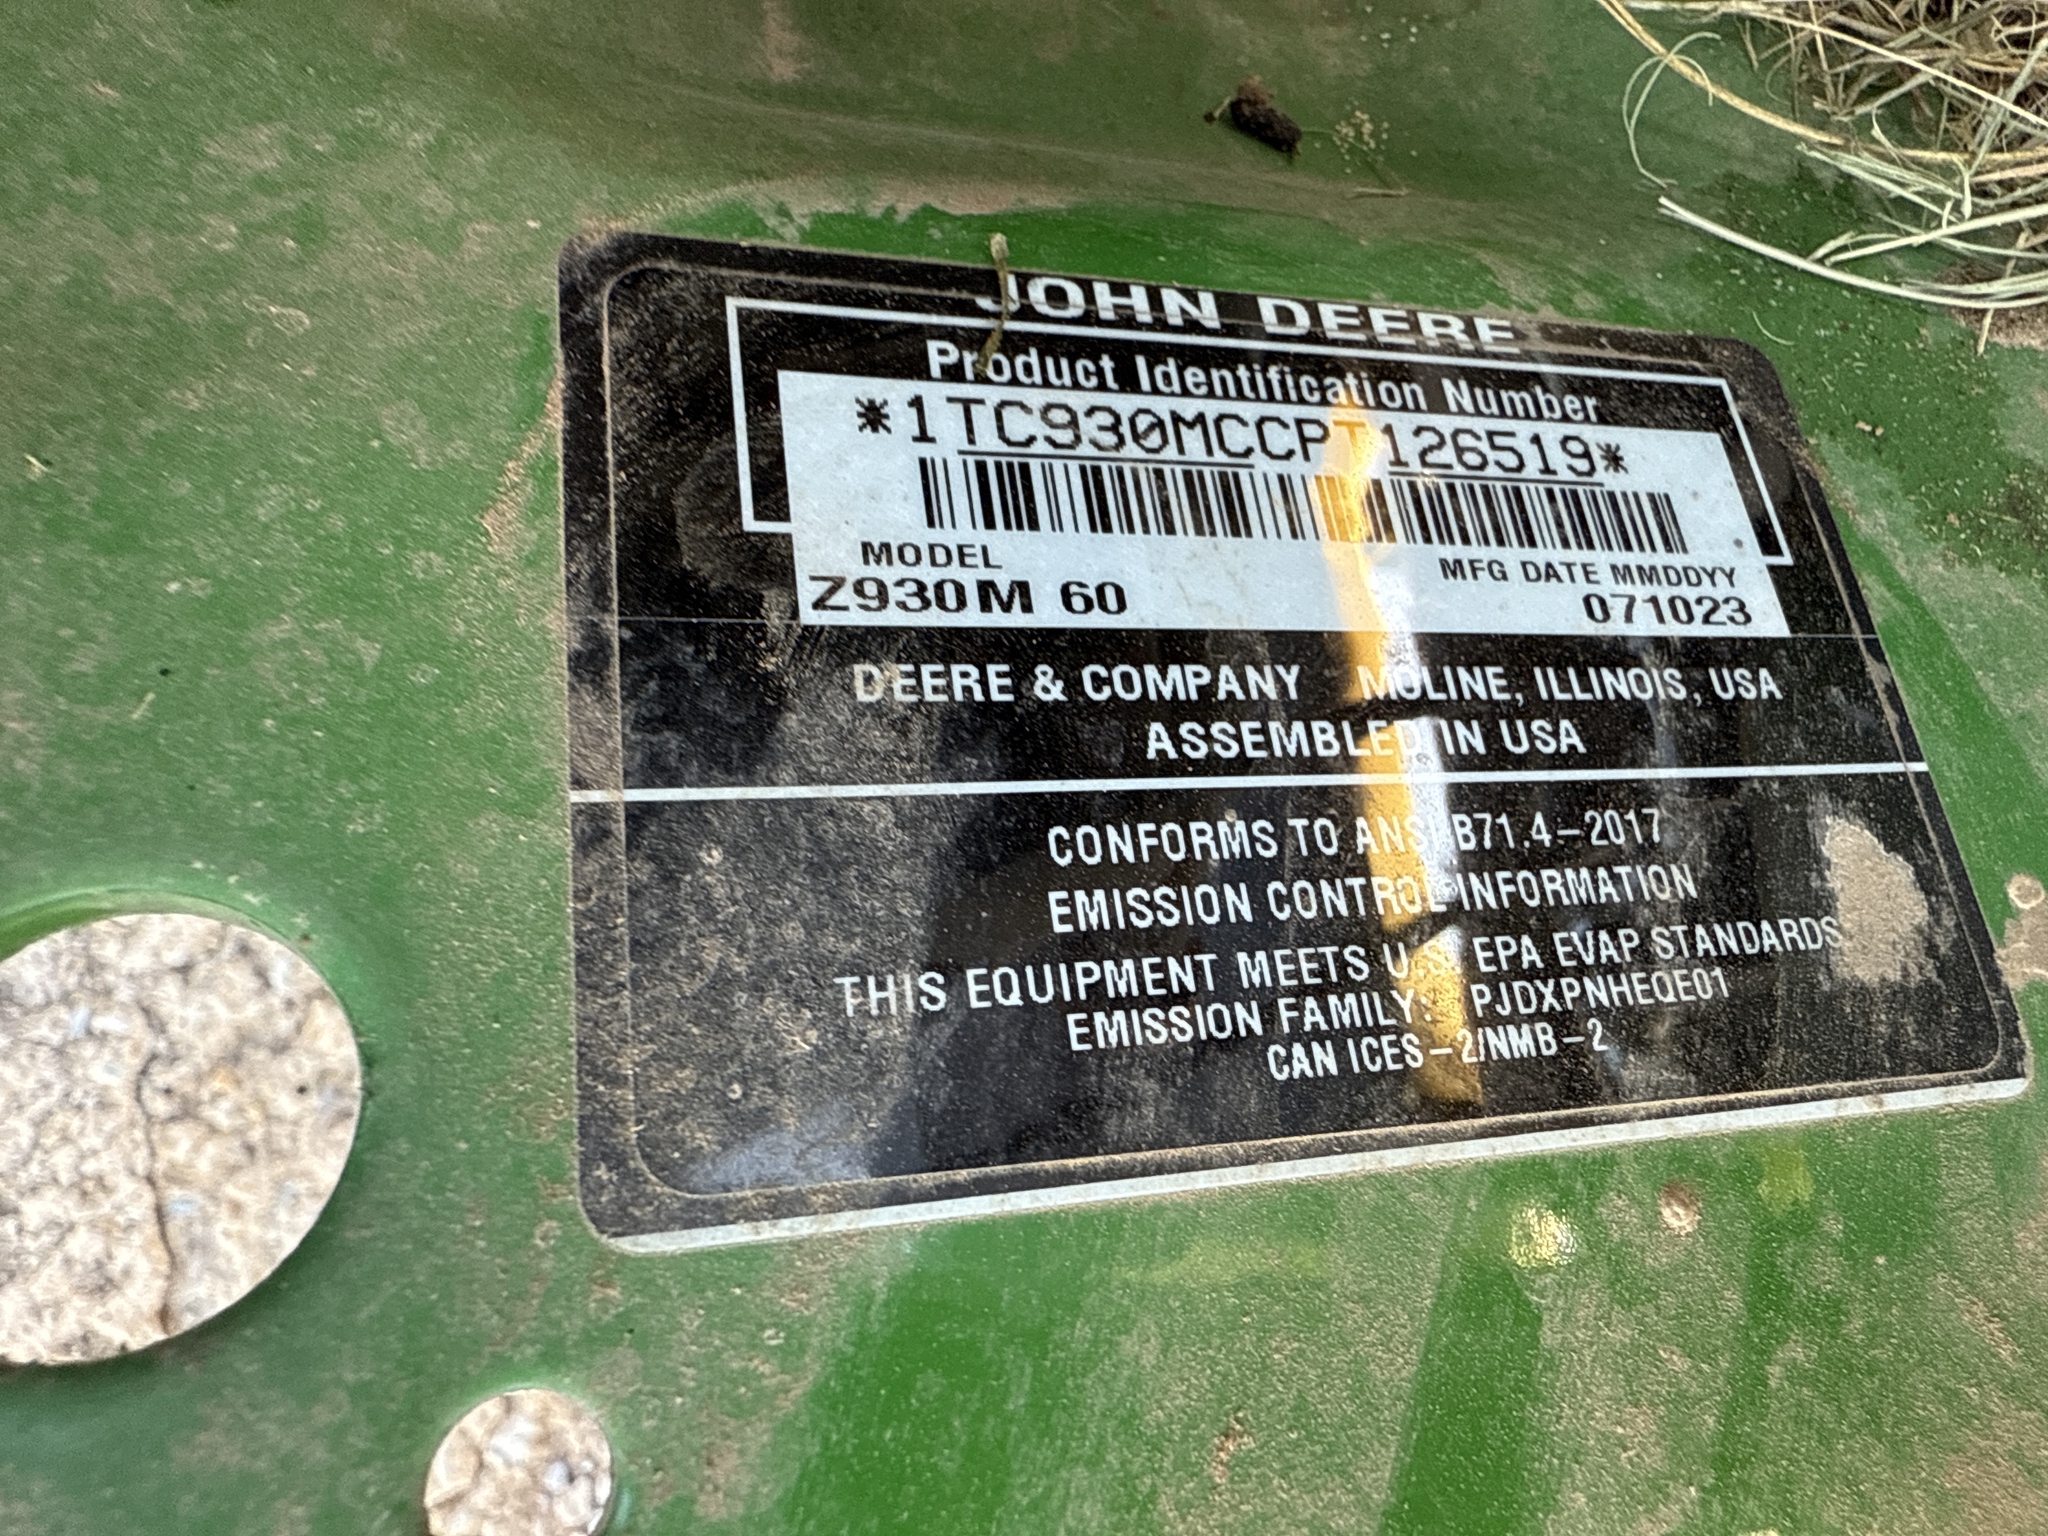 JOHN DEERE
Product Identification Number
*1TC930MCCPT126519*
MODEL
MFG DATE MMDDYY
Z930M 60
071023
DEERE & COMPANY MOLINE, ILLINOIS, USA
ASSEMBLED IN USA
CONFORMS TO ANSI B71.4-2017
EMISSION CONTROL INFORMATION
THIS EQUIPMENT MEETS U.S. EPA EVAP STANDARDS
EMISSION FAMILY: PJDXPNHEQE01
CAN ICES-2/NMB-2